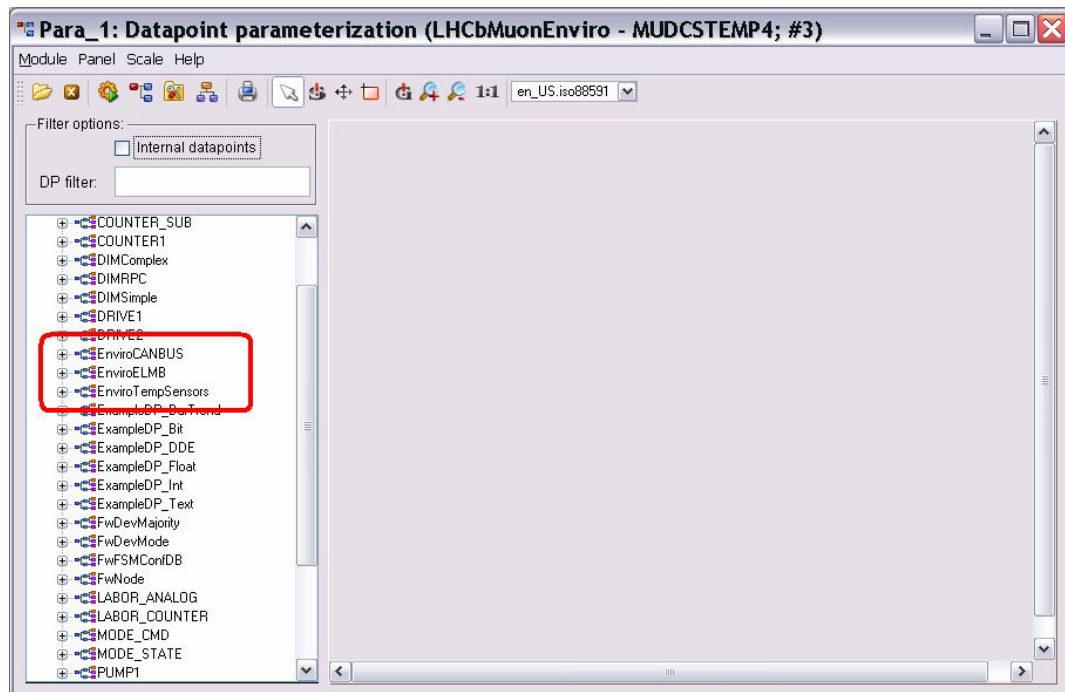 Para_1: Datapoint parameterization (LHCbMuonEnviro - MUDCSTEMP4; #3)
Module Panel Scale Help
1:1 en_US.iso88591
Filter options:
Internal datapoints
DP filter:
COUNTER_SUB
COUNTER1
DIMComplex
DIMRPC
DIMSimple
DRIVE1
DRIVE2
EnviroCANBUS
EnviroELMB
EnviroTempSensors
ExampleDP_BarTrend
ExampleDP_Bit
ExampleDP_DDE
ExampleDP_Float
ExampleDP_Int
ExampleDP_Text
FwDevMajority
FwDevMode
FwFSMConfDB
FwNode
LABOR_ANALOG
LABOR_COUNTER
MODE_CMD
MODE_STATE
PUMP1